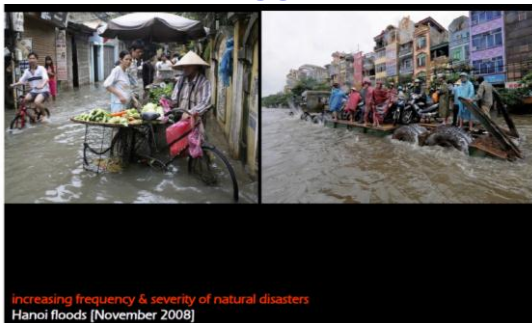 increasing frequency & severity of natural disasters
Hanoi floods [November 2008]